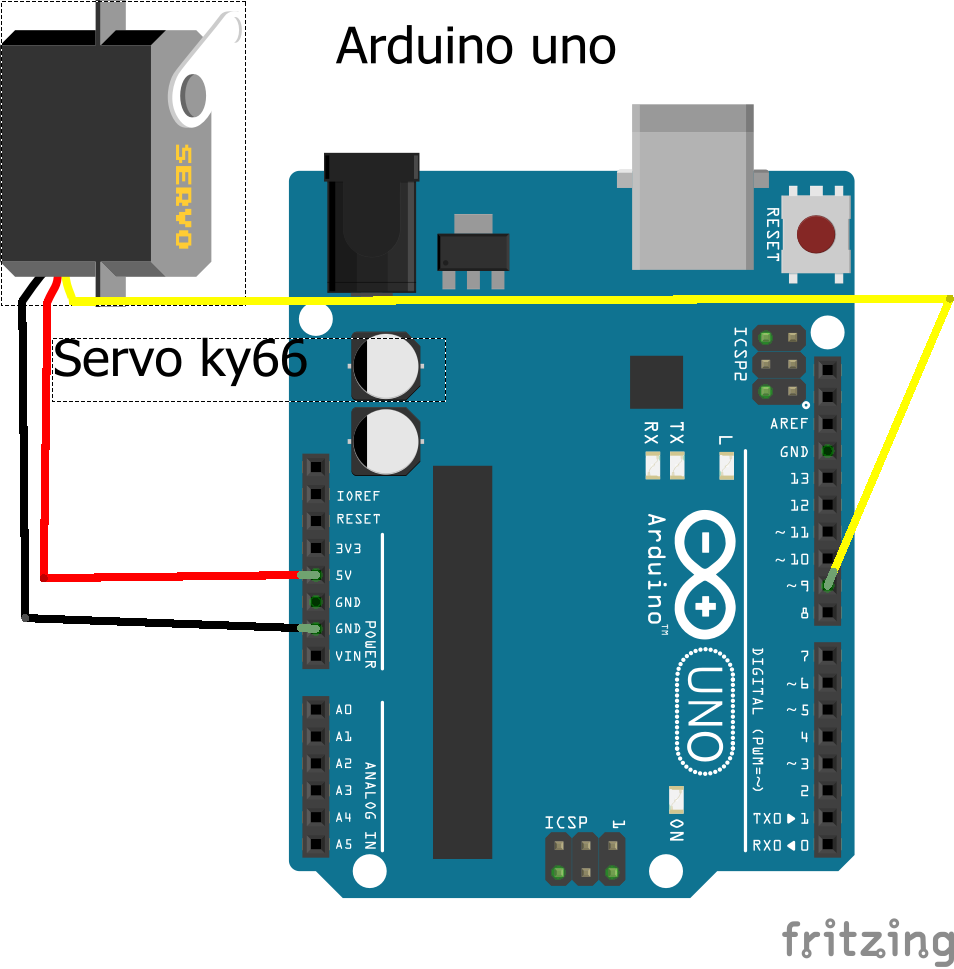 Arduino uno
SERVO
RESET
Servo ky66
ICSP2
RX TX L
AREF
GND
13
12
~11
~10
~9
8
IOREF
RESET
3V3
5V
GND
GND
VIN
POWER
Arduino™
UNO
7
~6
~5
4
~3
2
TX0▶1
RX0◀0
DIGITAL (PWM=~)
A0
A1
A2
A3
A4
A5
ANALOG IN
ON
ICSP 1
fritzing